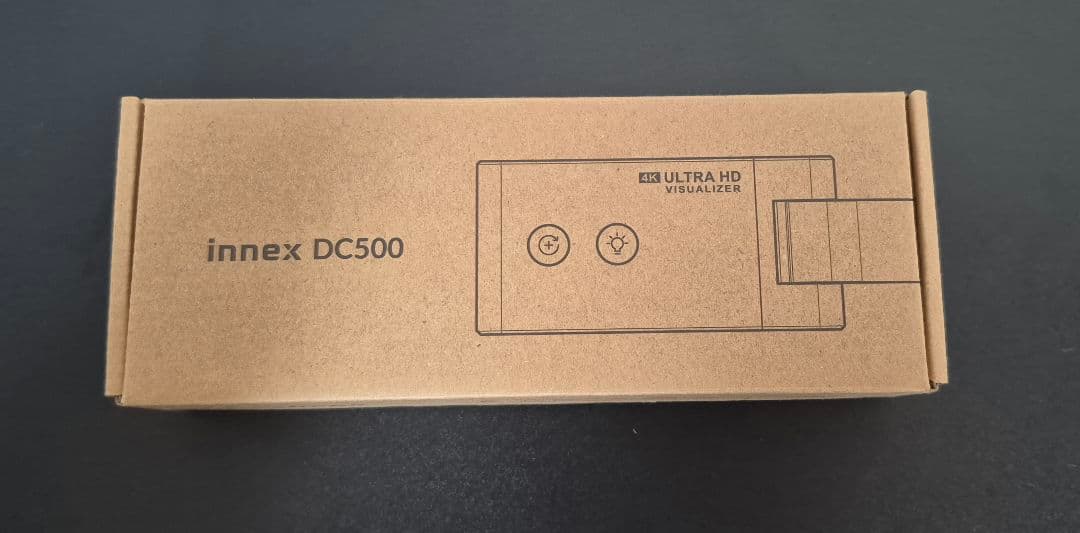 innex DC500
4K ULTRA HD
VISUALIZER